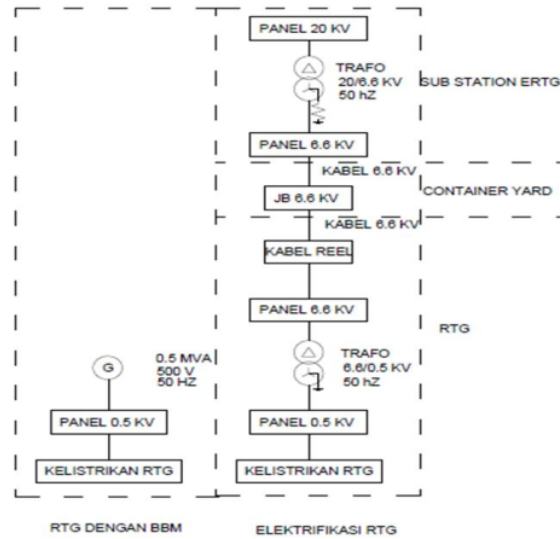 PANEL 20 KV
TRAFO
20/6.6 KV
50 hZ
SUB STATION ERTG
PANEL 6.6 KV
KABEL 6.6 KV
JB 6.6 KV
CONTAINER YARD
KABEL 6.6 KV
KABEL REEL
PANEL 6.6 KV
RTG
TRAFO
6.6/0.5 KV
50 hZ
G
0.5 MVA
500 V
50 HZ
PANEL 0.5 KV
PANEL 0.5 KV
KELISTRIKAN RTG
KELISTRIKAN RTG
RTG DENGAN BBM
ELEKTRIFIKASI RTG